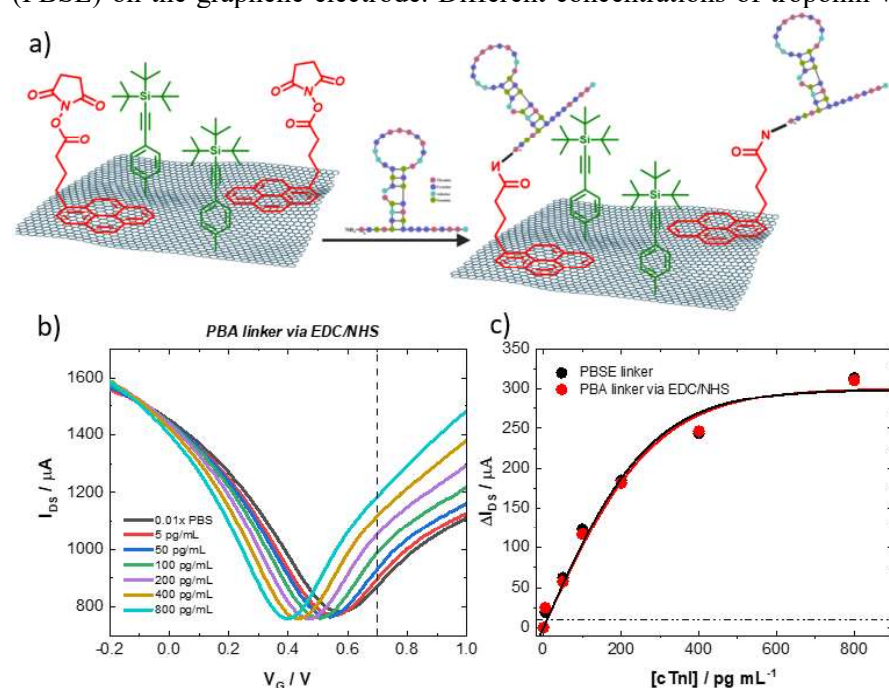 (PBSE) on the graphene electrode. Different concentrations of troponin
a)
O
N
O
O
O
Si
Si
O
N
O
O
O
N
O
Si
Si
N
O
b)
PBA linker via EDC/NHS
1600
1400
1200
1000
800
I_DS / µA
0.01x PBS
5 pg/mL
50 pg/mL
100 pg/mL
200 pg/mL
400 pg/mL
800 pg/mL
-0.2 0.0 0.2 0.4 0.6 0.8 1.0
V_G / V
c)
350
300
250
200
150
100
50
0
ΔI_DS / µA
PBSE linker
PBA linker via EDC/NHS
0 200 400 600 800
[cTnI] / pg mL⁻¹